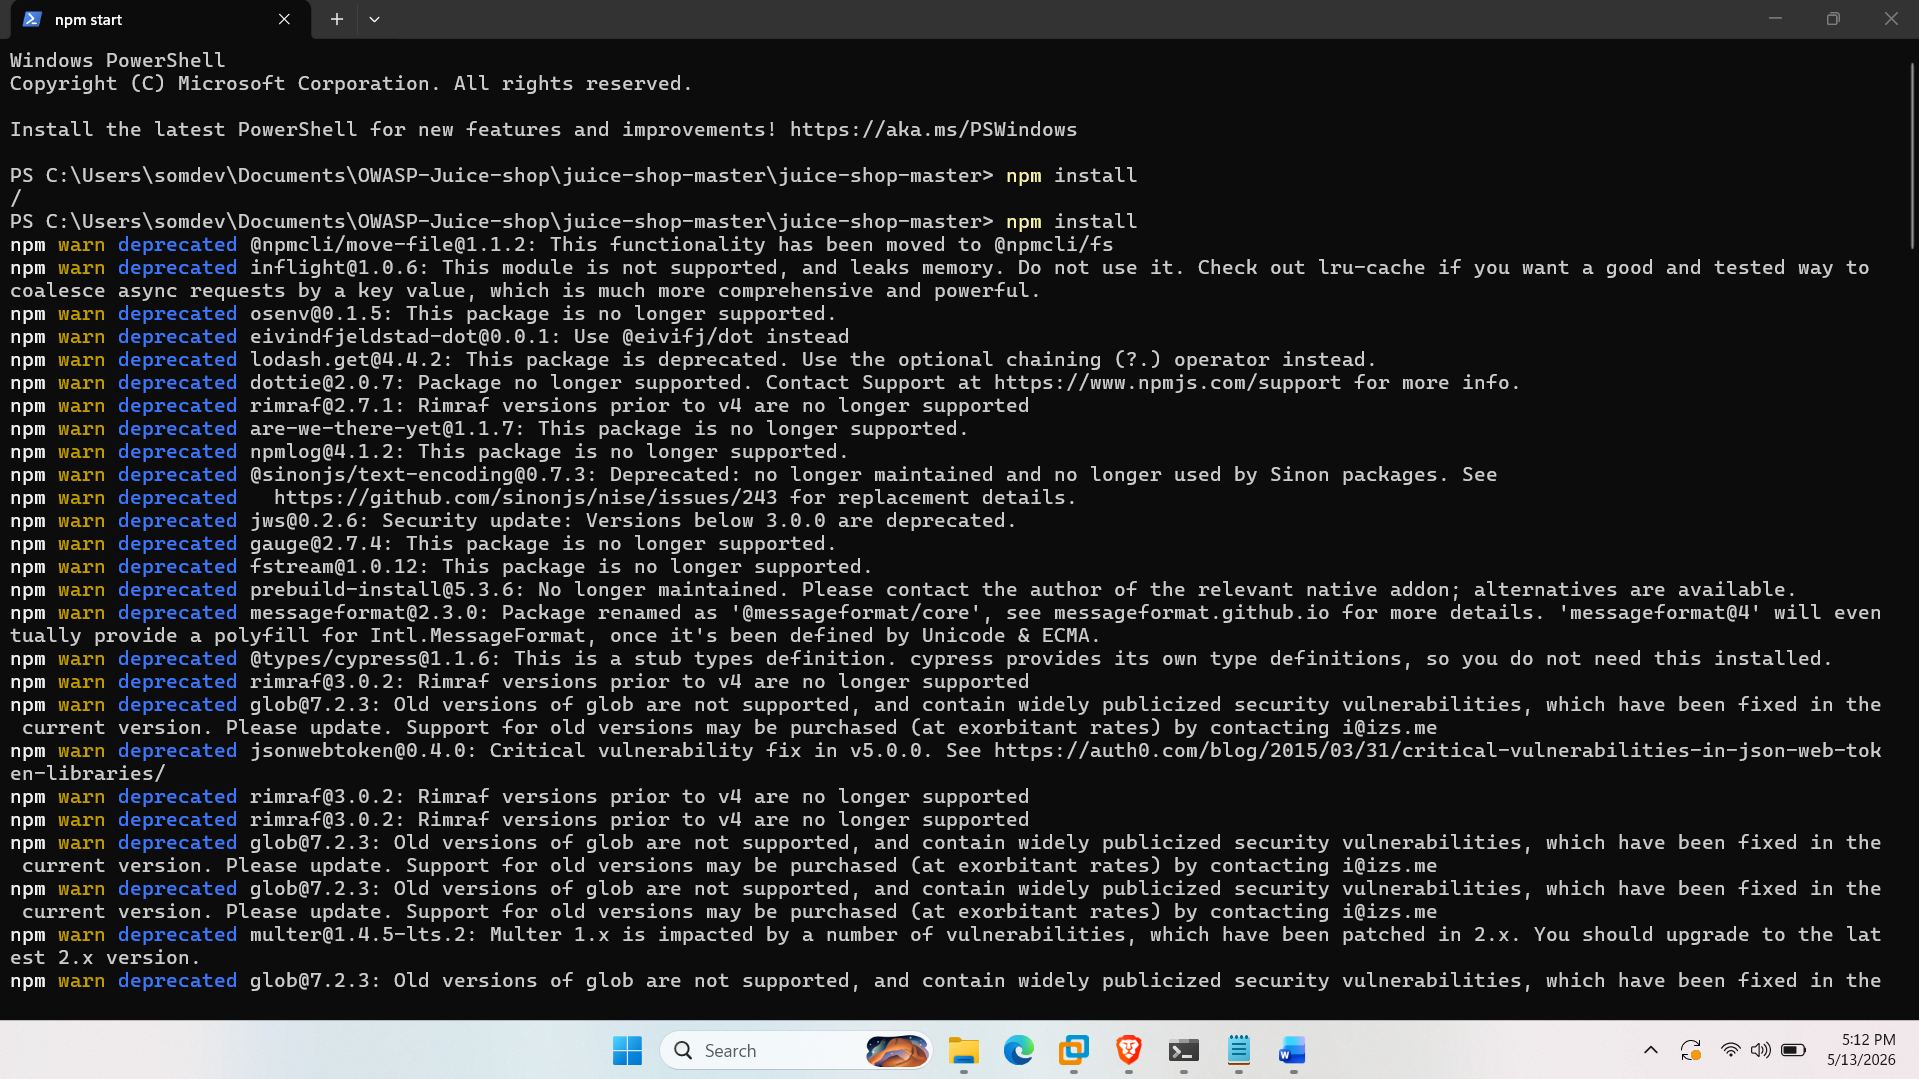 npm start
Windows PowerShell
Copyright (C) Microsoft Corporation. All rights reserved.
Install the latest PowerShell for new features and improvements! https://aka.ms/PSWindows
PS C:\Users\somdev\Documents\OWASP-Juice-shop\juice-shop-master\juice-shop-master> npm install
/
PS C:\Users\somdev\Documents\OWASP-Juice-shop\juice-shop-master\juice-shop-master> npm install
npm warn deprecated @npmcli/move-file@1.1.2: This functionality has been moved to @npmcli/fs
npm warn deprecated inflight@1.0.6: This module is not supported, and leaks memory. Do not use it. Check out lru-cache if you want a good and tested way to
coalesce async requests by a key value, which is much more comprehensive and powerful.
npm warn deprecated osenv@0.1.5: This package is no longer supported.
npm warn deprecated eivindfjeldstad-dot@0.0.1: Use @eivifj/dot instead
npm warn deprecated lodash.get@4.4.2: This package is deprecated. Use the optional chaining (?.) operator instead.
npm warn deprecated dottie@2.0.7: Package no longer supported. Contact Support at https://www.npmjs.com/support for more info.
npm warn deprecated rimraf@2.7.1: Rimraf versions prior to v4 are no longer supported
npm warn deprecated are-we-there-yet@1.1.7: This package is no longer supported.
npm warn deprecated npmlog@4.1.2: This package is no longer supported.
npm warn deprecated @sinonjs/text-encoding@0.7.3: Deprecated: no longer maintained and no longer used by Sinon packages. See
npm warn deprecated   https://github.com/sinonjs/nise/issues/243 for replacement details.
npm warn deprecated jws@0.2.6: Security update: Versions below 3.0.0 are deprecated.
npm warn deprecated gauge@2.7.4: This package is no longer supported.
npm warn deprecated fstream@1.0.12: This package is no longer supported.
npm warn deprecated prebuild-install@5.3.6: No longer maintained. Please contact the author of the relevant native addon; alternatives are available.
npm warn deprecated messageformat@2.3.0: Package renamed as '@messageformat/core', see messageformat.github.io for more details. 'messageformat@4' will even
tually provide a polyfill for Intl.MessageFormat, once it's been defined by Unicode & ECMA.
npm warn deprecated @types/cypress@1.1.6: This is a stub types definition. cypress provides its own type definitions, so you do not need this installed.
npm warn deprecated rimraf@3.0.2: Rimraf versions prior to v4 are no longer supported
npm warn deprecated glob@7.2.3: Old versions of glob are not supported, and contain widely publicized security vulnerabilities, which have been fixed in the
current version. Please update. Support for old versions may be purchased (at exorbitant rates) by contacting i@izs.me
npm warn deprecated jsonwebtoken@0.4.0: Critical vulnerability fix in v5.0.0. See https://auth0.com/blog/2015/03/31/critical-vulnerabilities-in-json-web-tok
en-libraries/
npm warn deprecated rimraf@3.0.2: Rimraf versions prior to v4 are no longer supported
npm warn deprecated rimraf@3.0.2: Rimraf versions prior to v4 are no longer supported
npm warn deprecated glob@7.2.3: Old versions of glob are not supported, and contain widely publicized security vulnerabilities, which have been fixed in the
current version. Please update. Support for old versions may be purchased (at exorbitant rates) by contacting i@izs.me
npm warn deprecated glob@7.2.3: Old versions of glob are not supported, and contain widely publicized security vulnerabilities, which have been fixed in the
current version. Please update. Support for old versions may be purchased (at exorbitant rates) by contacting i@izs.me
npm warn deprecated multer@1.4.5-lts.2: Multer 1.x is impacted by a number of vulnerabilities, which have been patched in 2.x. You should upgrade to the lat
est 2.x version.
npm warn deprecated glob@7.2.3: Old versions of glob are not supported, and contain widely publicized security vulnerabilities, which have been fixed in the
Search
5:12 PM
5/13/2026